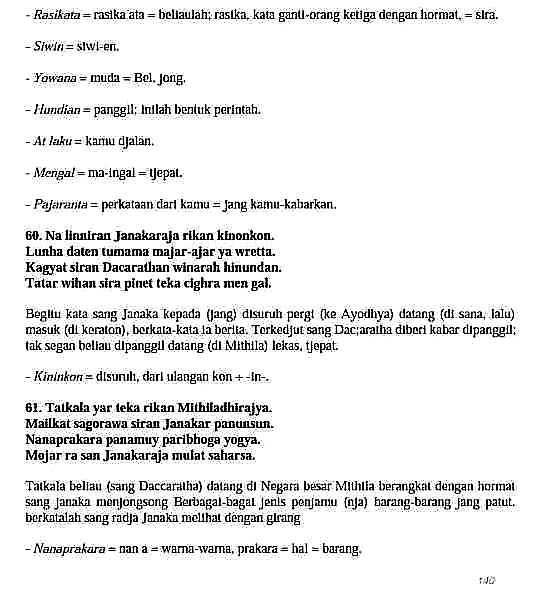 - Rasikata = rasika ata = beliaulah; rasika, kata ganti-orang ketiga dengan hormat, = sira.
- Siwin = siwi-en.
- Yowana = muda = Bel. jong.
- Hundian = panggil; inilah bentuk perintah.
- At laku = kamu djalan.
- Mengal = ma-ingal = tjepat.
- Pajaranta = perkataan dari kamu = jang kamu-kabarkan.
60. Na linniran Janakaraja rikan kinonkon.
Lunha daten tumama majar-ajar ya wretta.
Kagyat siran Dacarathan winarah hinundan.
Tatar wihan sira pinet teka cighra men gal.
Begitu kata sang Janaka kepada (jang) disuruh pergi (ke Ayodhya) datang (di sana, lalu)
masuk (di keraton), berkata-kata ia berita. Terkedjut sang Dac;aratha diberi kabar dipanggil;
tak segan beliau dipanggil datang (di Mithila) lekas, tjepat.
- Kininkon = disuruh, dari ulangan kon + -in-.
61. Tatkala yar teka rikan Mithiladhirajya.
Mailkat sagorawa siran Janakar panunsun.
Nanaprakara panamuy paribhoga yogya.
Mojar ra san Janakaraja mulat saharsa.
Tatkala beliau (sang Daccaratha) datang di Negara besar Mithila berangkat dengan hormat
sang Janaka menjongsong Berbagai-bagai jenis penjamu (nja) barang-barang jang patut.
berkatalah sang radja Janaka melihat dengan girang
- Nanaprakara = nan a = warna-warna, prakara = hal = barang.
140